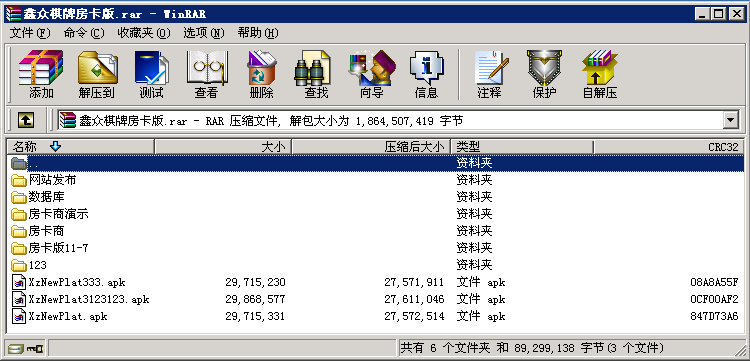 鑫众棋牌房卡版.rar - WinRAR
文件(F) 命令(C) 收藏夹(O) 选项(N) 帮助(H)
添加 解压到 测试 查看 删除 查找 向导 信息 注释 保护 自解压
鑫众棋牌房卡版.rar - RAR 压缩文件, 解包大小为 1,864,507,419 字节
名称 大小 压缩后大小 类型 CRC32
.. 资料夹
网站发布 资料夹
数据库 资料夹
房卡商演示 资料夹
房卡商 资料夹
房卡版11-7 资料夹
123 资料夹
XzNewPlat333.apk 29,715,230 27,571,911 文件 apk 08A8A55F
XzNewPlat3123123.apk 29,868,577 27,611,046 文件 apk 0CF00AF2
XzNewPlat.apk 29,715,331 27,572,514 文件 apk 847D73A6
共有 6 个文件夹 和 89,299,138 字节(3 个文件)